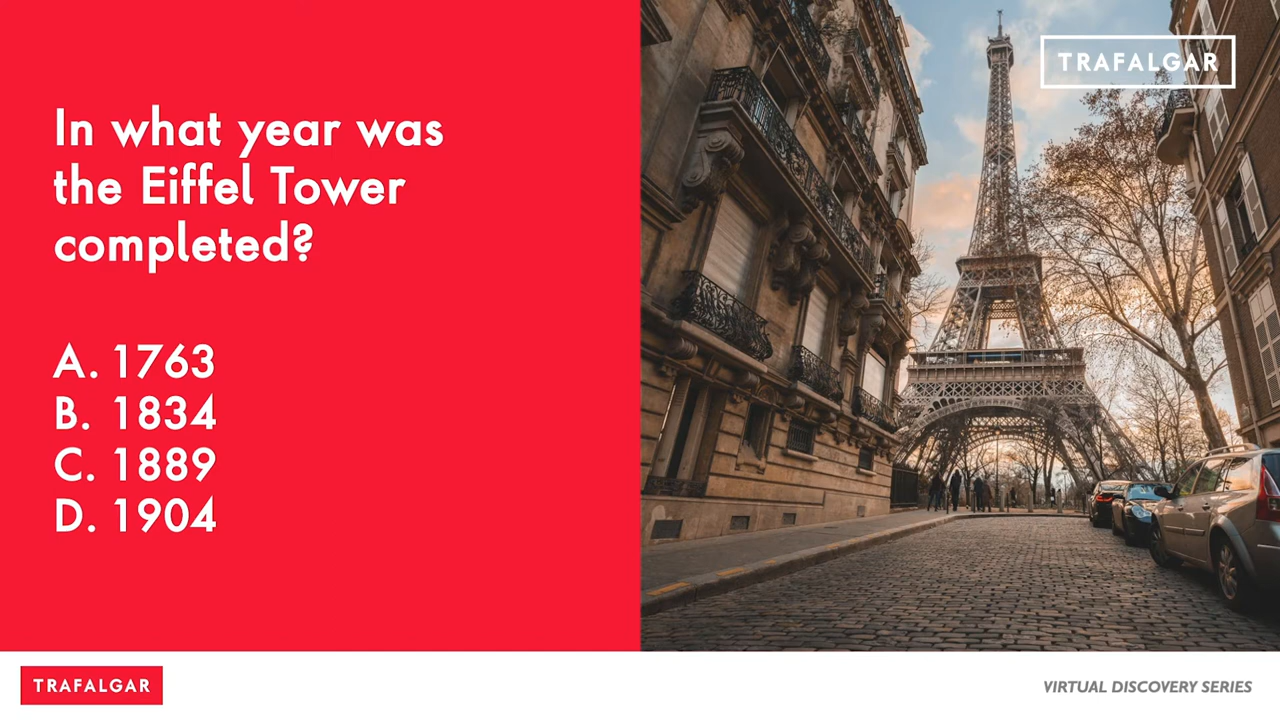 In what year was
the Eiffel Tower
completed?
A. 1763
B. 1834
C. 1889
D. 1904
TRAFALGAR
TRAFALGAR
VIRTUAL DISCOVERY SERIES